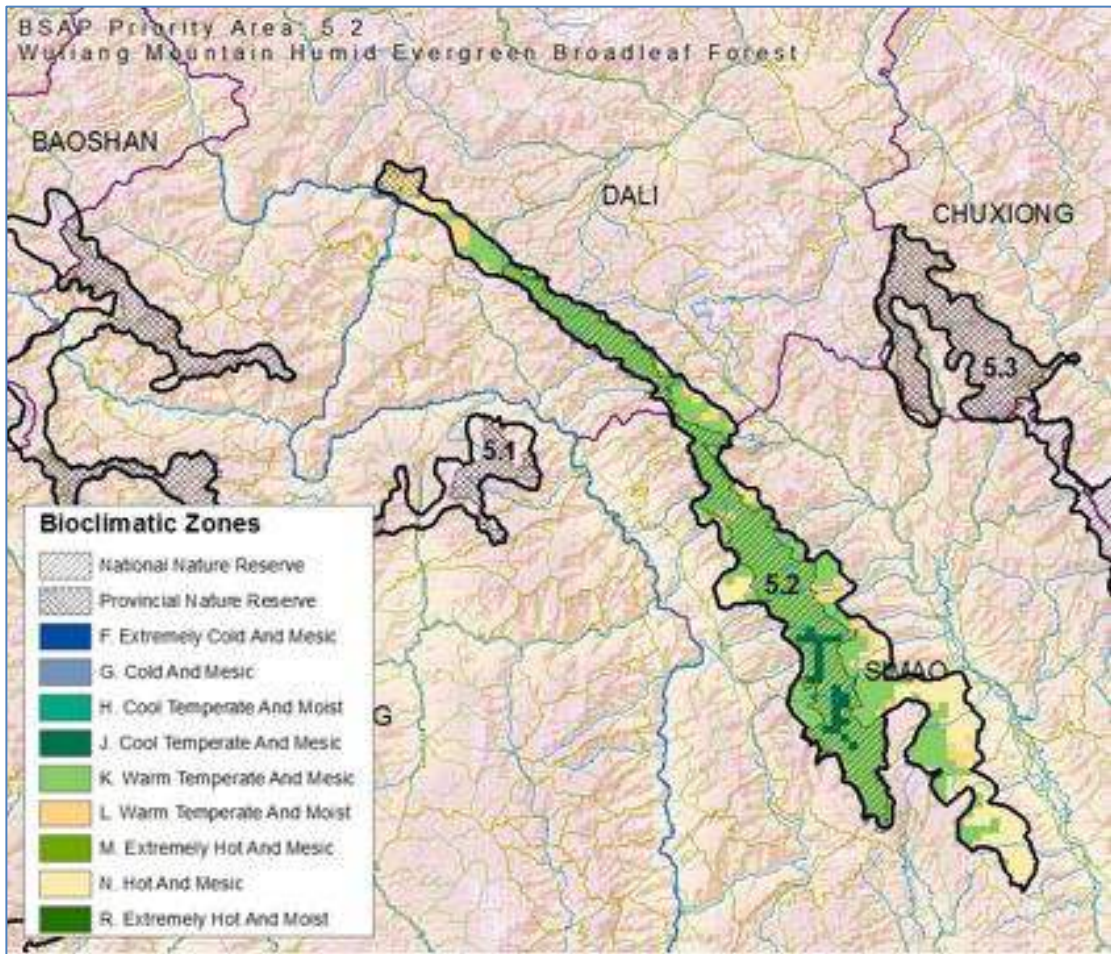 BSAP Priority Area: 5.2
Wuliang Mountain Humid Evergreen Broadleaf Forest
BAOSHAN
DALI
CHUXIONG
5.3
5.1
5.2
SIMAO
G
Bioclimatic Zones
National Nature Reserve
Provincial Nature Reserve
F. Extremely Cold And Mesic
G. Cold And Mesic
H. Cool Temperate And Moist
J. Cool Temperate And Mesic
K. Warm Temperate And Mesic
L. Warm Temperate And Moist
M. Extremely Hot And Mesic
N. Hot And Mesic
R. Extremely Hot And Moist